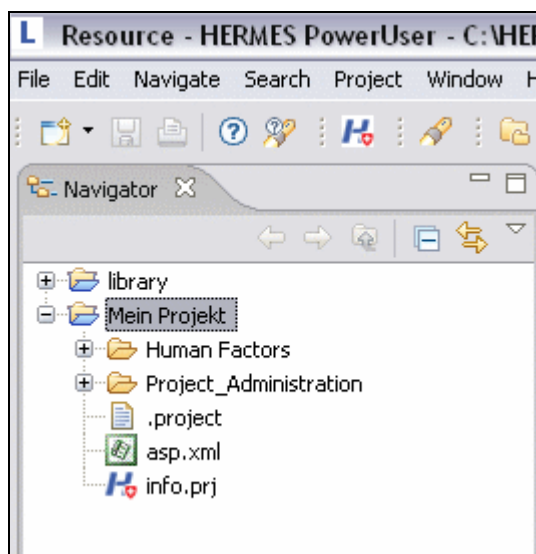 L Resource - HERMES PowerUser - C:\HE
File Edit Navigate Search Project Window
Navigator
library
Mein Projekt
Human Factors
Project_Administration
.project
asp.xml
info.prj